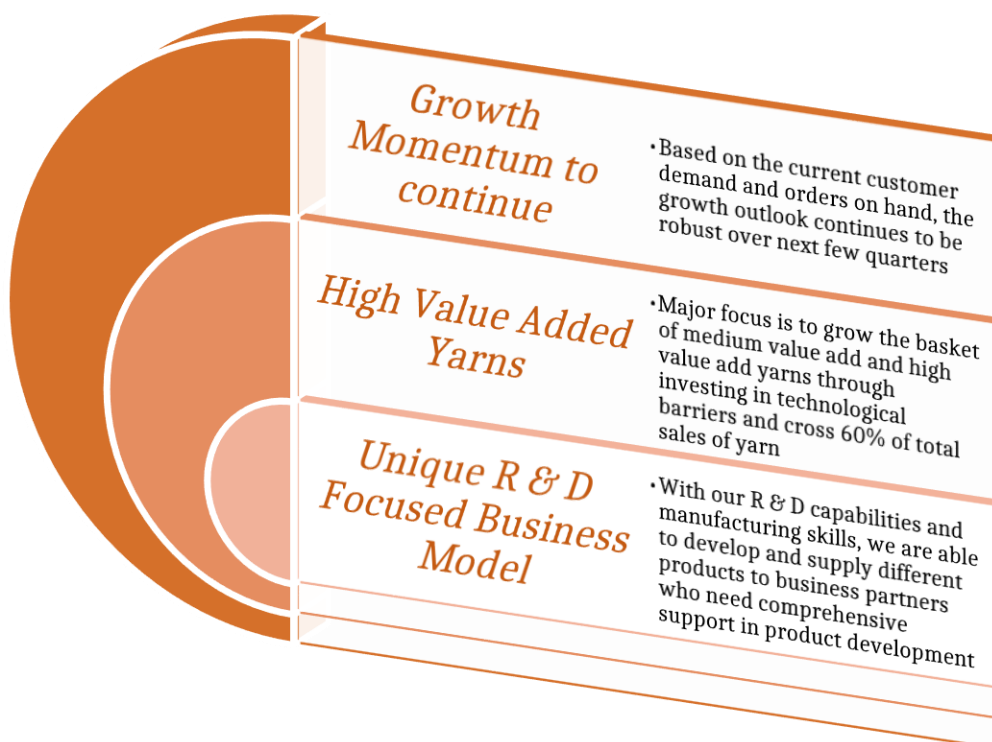 Growth
Momentum to
continue
•Based on the current customer
demand and orders on hand, the
growth outlook continues to be
robust over next few quarters
High Value Added
Yarns
•Major focus is to grow the basket
of medium value add and high
value add yarns through
investing in technological
barriers and cross 60% of total
sales of yarn
Unique R & D
Focused Business
Model
•With our R & D capabilities and
manufacturing skills, we are able
to develop and supply different
products to business partners
who need comprehensive
support in product development